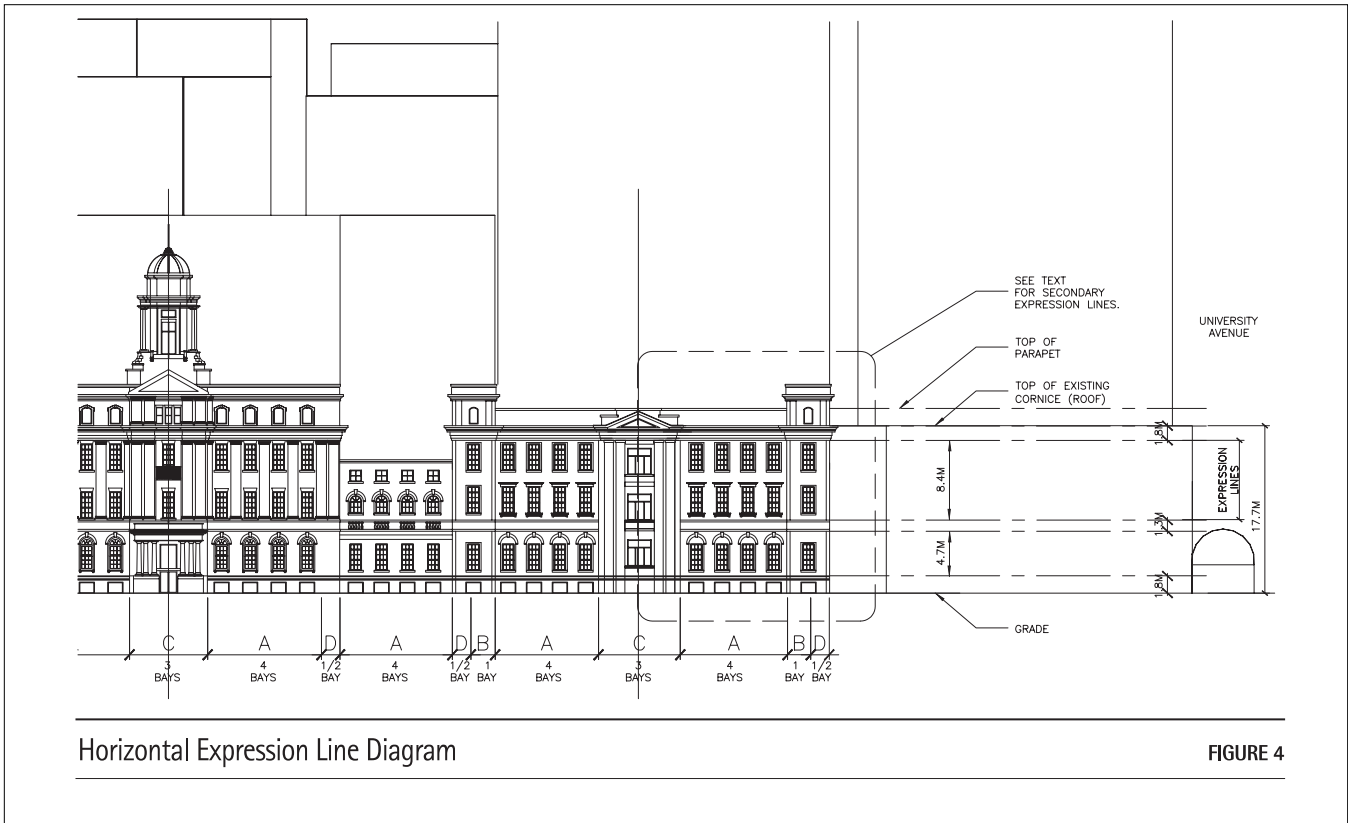 SEE TEXT
FOR SECONDARY
EXPRESSION LINES.
UNIVERSITY
AVENUE
TOP OF
PARAPET
TOP OF EXISTING
CORNICE (ROOF)
1.8M
8.4M
EXPRESSION
LINES
17.7M
1.3M
4.7M
1.8M
GRADE
C A D A D B A C A B D
3 4 1/2 4 1/2 1 4 3 4 1 1/2
BAYS BAYS BAY BAYS BAY BAY BAYS BAYS BAYS BAY BAY
Horizontal Expression Line Diagram
FIGURE 4